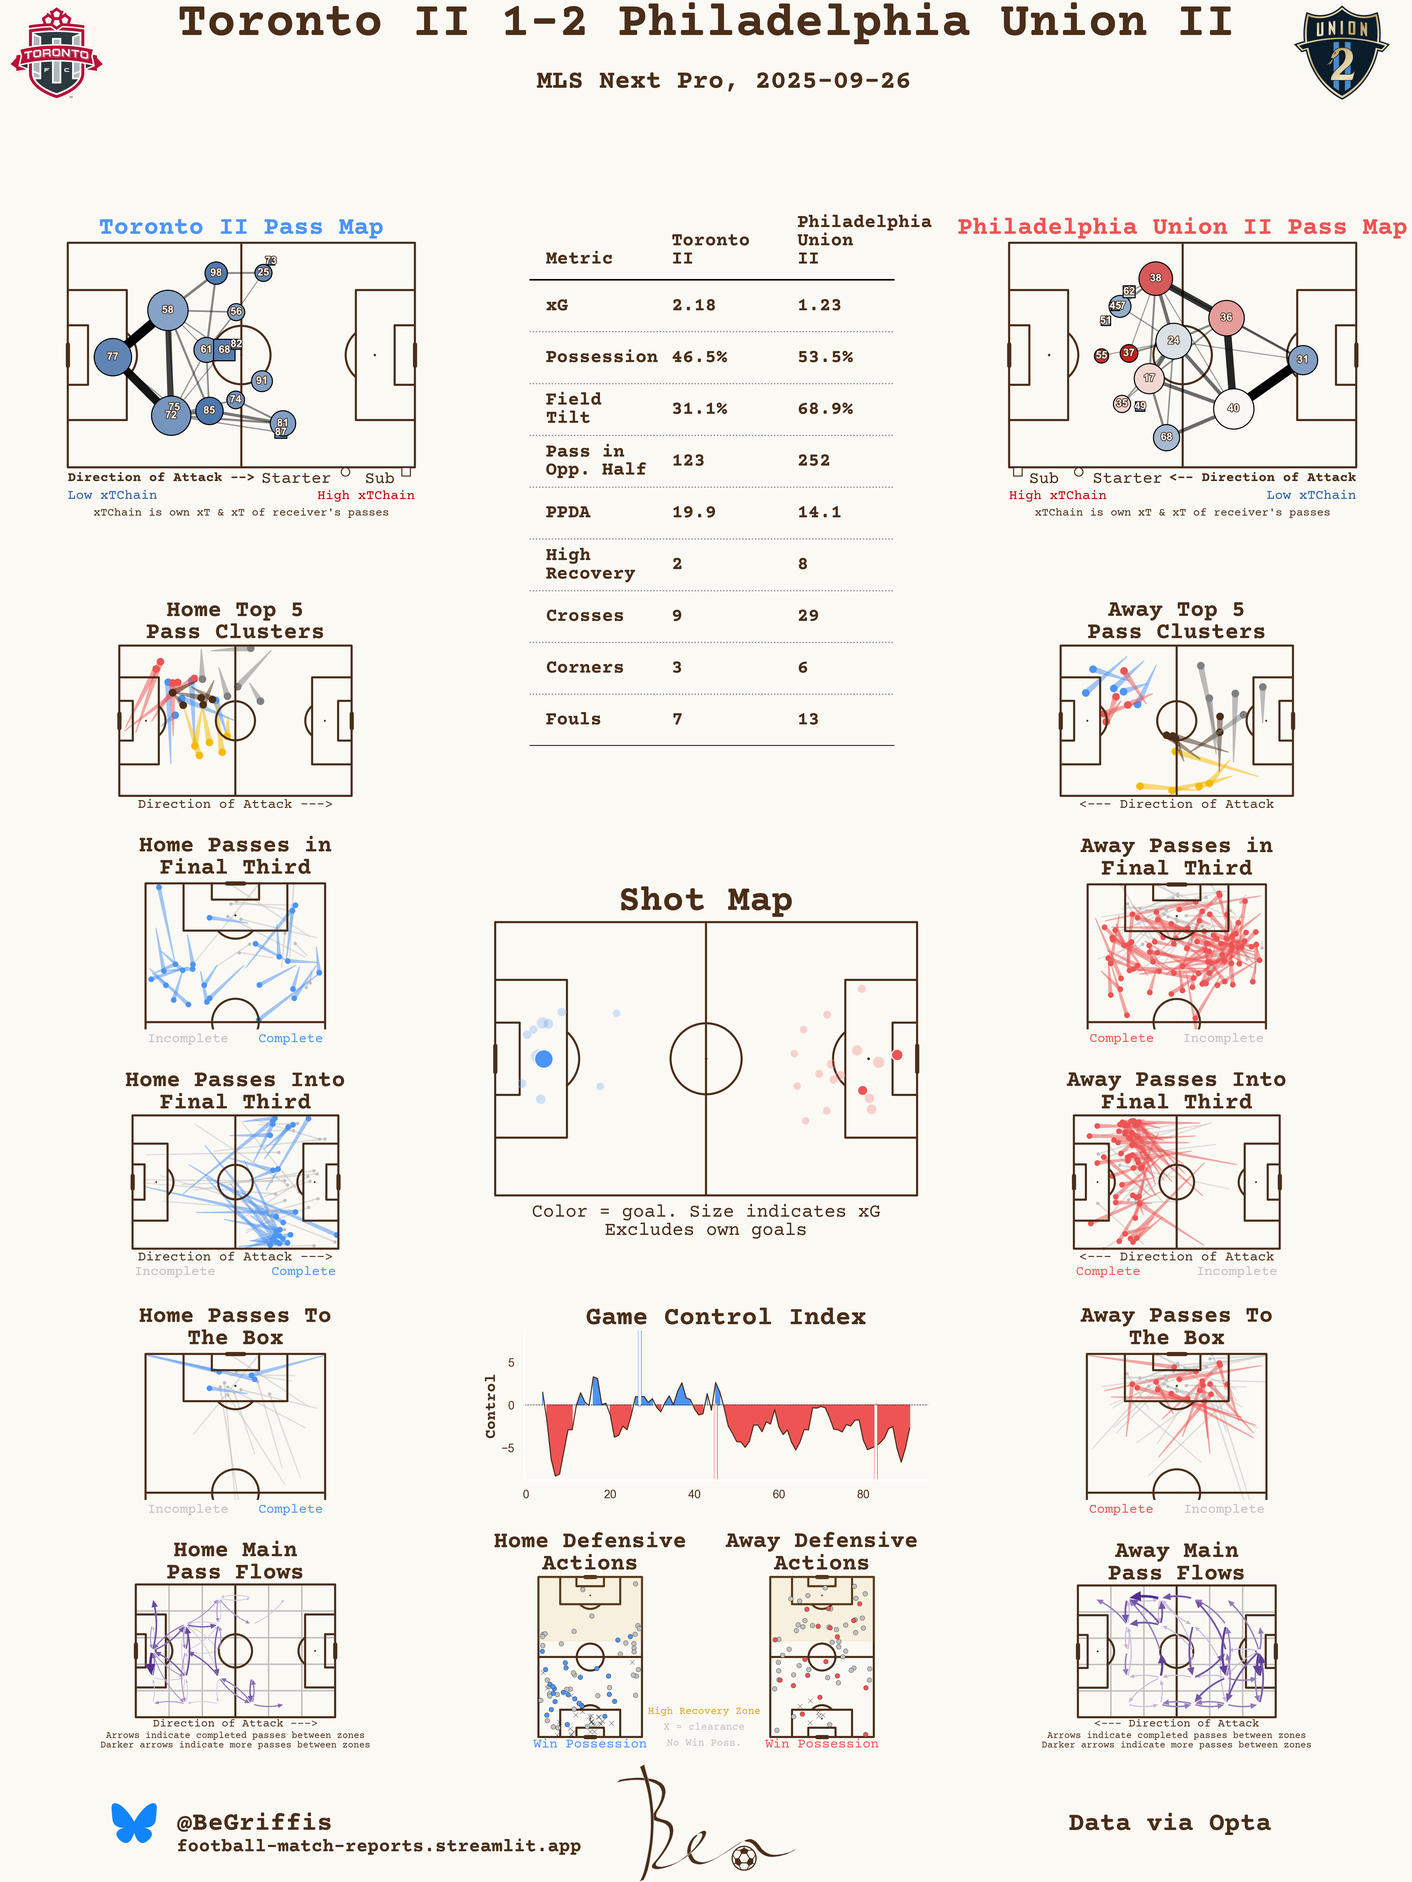 Toronto II 1-2 Philadelphia Union II
MLS Next Pro, 2025-09-26
TORONTO
F C
UNION
2
Toronto II Pass Map
77
58
72
75
98
25
73
56
61
68
82
91
74
85
81
87
Direction of Attack --> Starter Sub
Low xTChain High xTChain
xTChain is own xT & xT of receiver's passes
Metric Toronto II Philadelphia Union II
xG 2.18 1.23
Possession 46.5% 53.5%
Field Tilt 31.1% 68.9%
Pass in Opp. Half 123 252
PPDA 19.9 14.1
High Recovery 2 8
Crosses 9 29
Corners 3 6
Fouls 7 13
Philadelphia Union II Pass Map
38
62
51
36
24
31
55
37
17
35
49
40
68
Sub Starter <-- Direction of Attack
High xTChain Low xTChain
xTChain is own xT & xT of receiver's passes
Home Top 5
Pass Clusters
Direction of Attack --->
Away Top 5
Pass Clusters
<--- Direction of Attack
Home Passes in
Final Third
Incomplete Complete
Away Passes in
Final Third
Complete Incomplete
Shot Map
Color = goal. Size indicates xG
Excludes own goals
Home Passes Into
Final Third
Direction of Attack --->
Incomplete Complete
Away Passes Into
Final Third
<--- Direction of Attack
Complete Incomplete
Home Passes To
The Box
Incomplete Complete
Game Control Index
Control
5
0
−5
0 20 40 60 80
Away Passes To
The Box
Complete Incomplete
Home Main
Pass Flows
Direction of Attack --->
Arrows indicate completed passes between zones
Darker arrows indicate more passes between zones
Home Defensive
Actions
Win Possession
Away Defensive
Actions
Win Possession
High Recovery Zone
X = clearance
No Win Poss.
Away Main
Pass Flows
<--- Direction of Attack
Arrows indicate completed passes between zones
Darker arrows indicate more passes between zones
@BeGriffis
football-match-reports.streamlit.app
Ben
Data via Opta